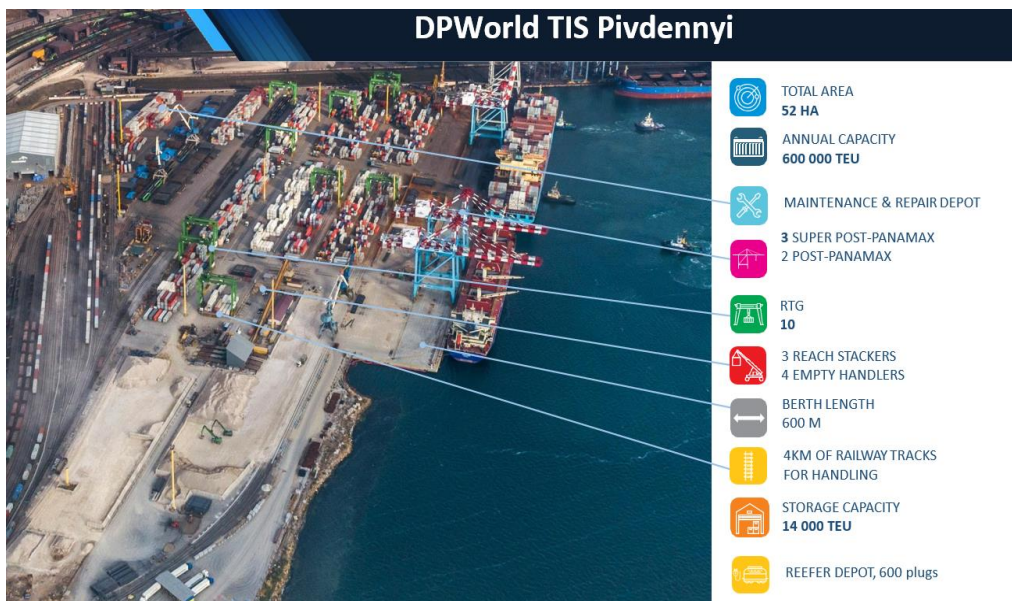 DPWorld TIS Pivdennyi
TOTAL AREA
52 HA
ANNUAL CAPACITY
600 000 TEU
MAINTENANCE & REPAIR DEPOT
3 SUPER POST-PANAMAX
2 POST-PANAMAX
RTG
10
3 REACH STACKERS
4 EMPTY HANDLERS
BERTH LENGTH
600 M
4KM OF RAILWAY TRACKS
FOR HANDLING
STORAGE CAPACITY
14 000 TEU
REEFER DEPOT, 600 plugs